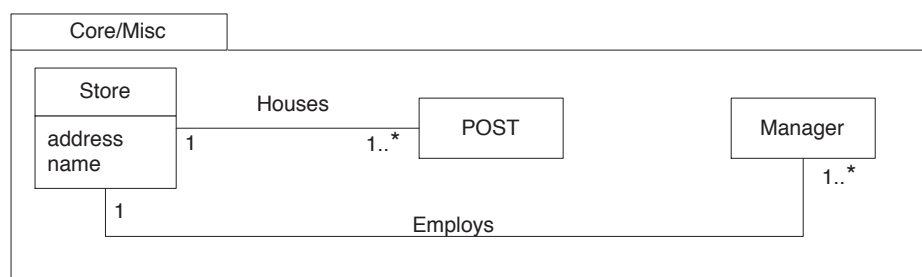 Core/Misc
Store
address
name
Houses
1
1..*
POST
Manager
1..*
1
Employs